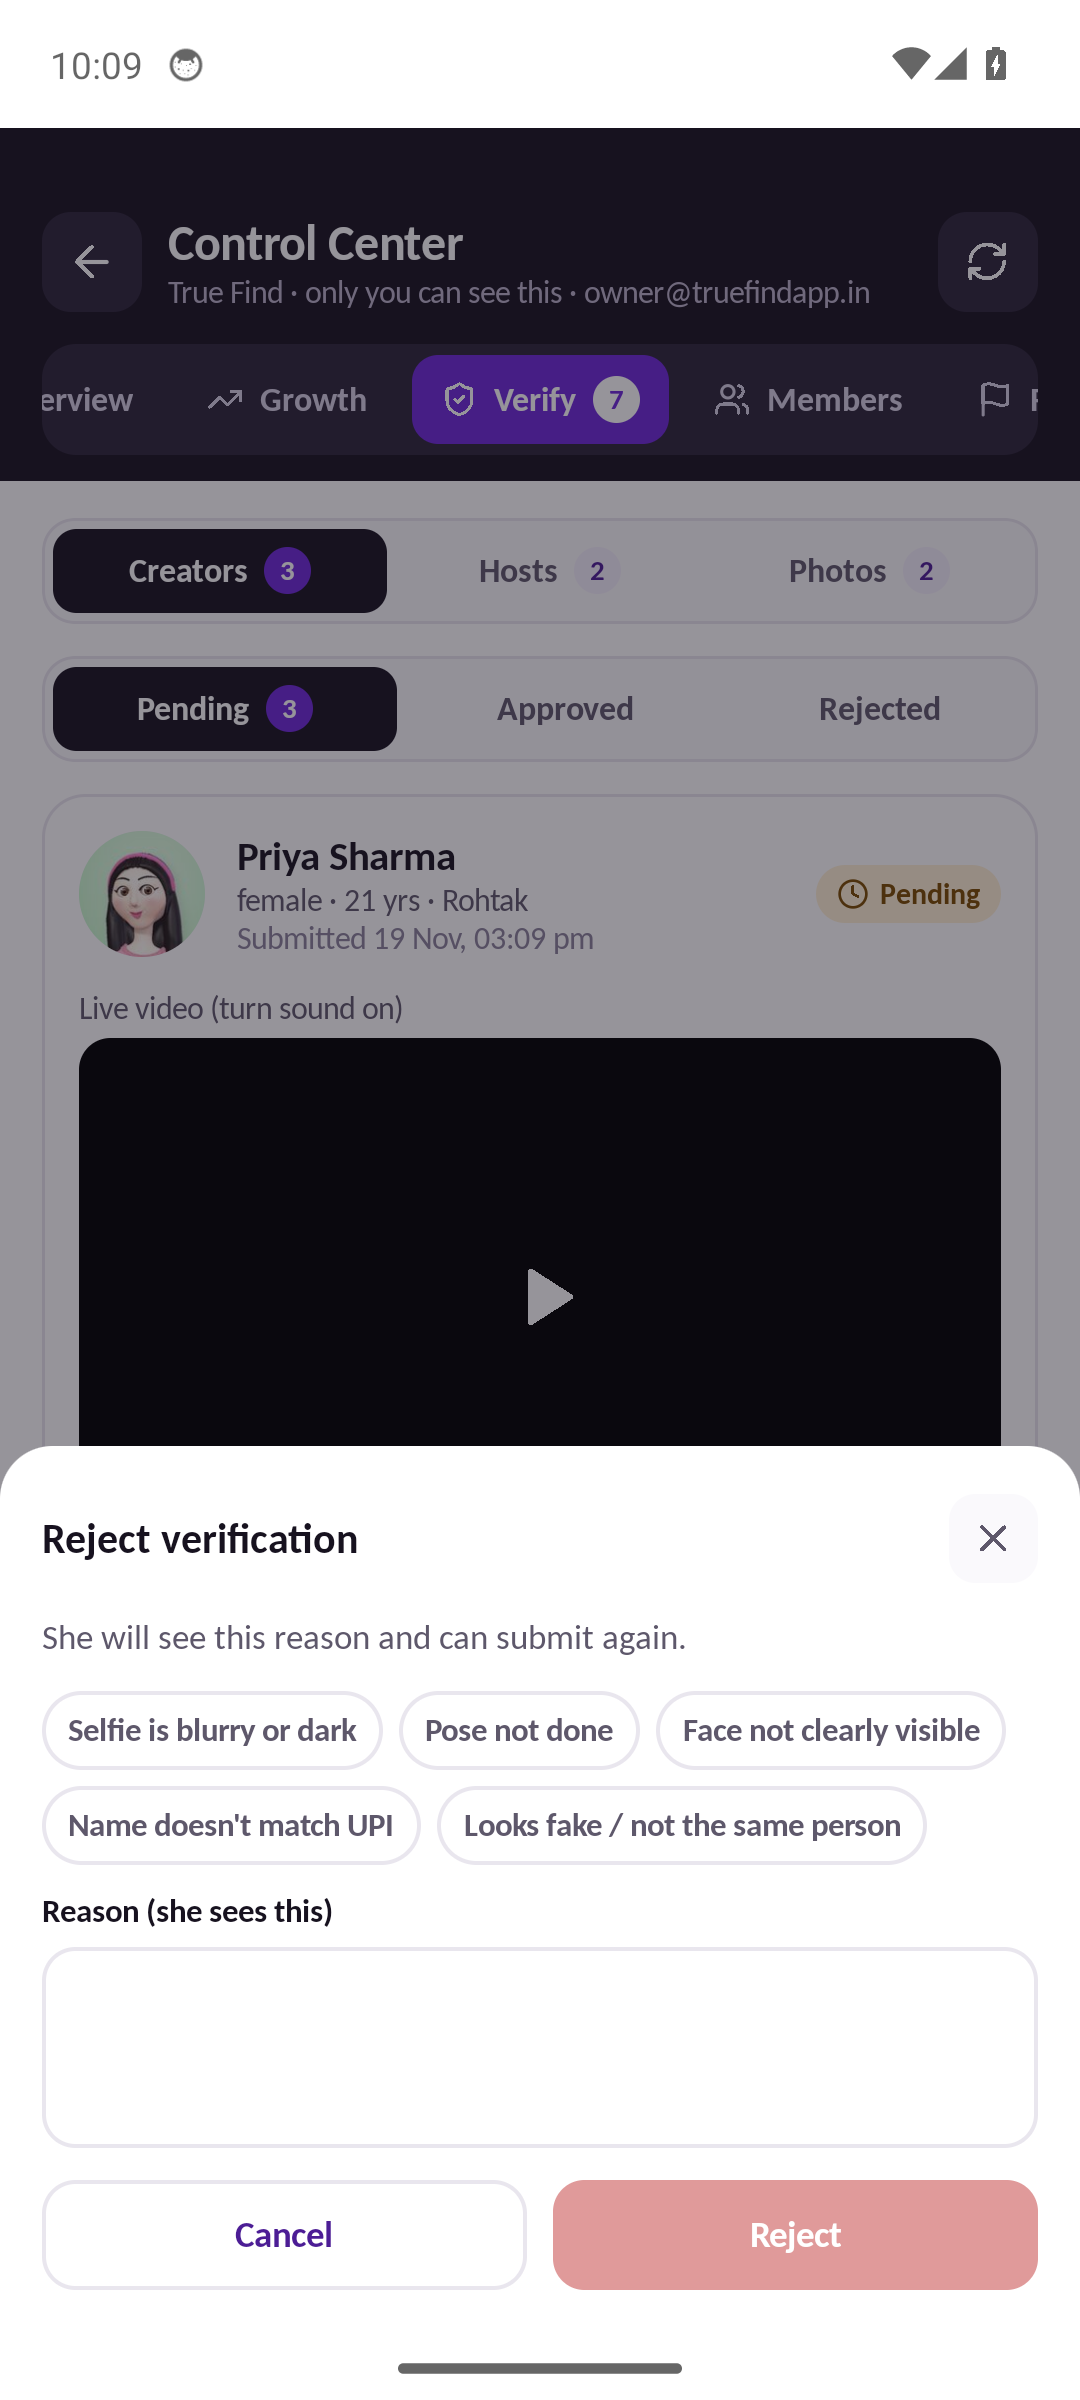 10:09
Control Center
True Find · only you can see this · owner@truefindapp.in
erview
Growth
Verify 7
Members
Creators 3
Hosts 2
Photos 2
Pending 3
Approved
Rejected
Priya Sharma
female · 21 yrs · Rohtak
Submitted 19 Nov, 03:09 pm
Pending
Live video (turn sound on)
Reject verification
She will see this reason and can submit again.
Selfie is blurry or dark
Pose not done
Face not clearly visible
Name doesn't match UPI
Looks fake / not the same person
Reason (she sees this)
Cancel
Reject